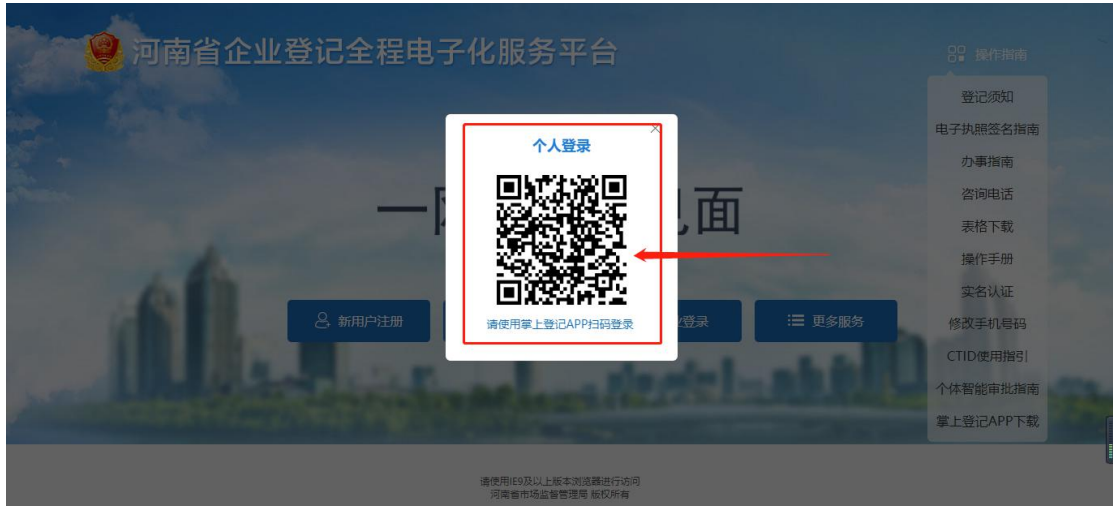 河南省企业登记全程电子化服务平台
操作指南
登记须知
电子执照签名指南
办事指南
咨询电话
表格下载
操作手册
实名认证
修改手机号码
CTID使用指引
个体智能审批指南
掌上登记APP下载
个人登录
一
面
新用户注册
登录
更多服务
请使用掌上登记APP扫码登录
请使用IE9及以上版本浏览器进行访问
河南省市场监督管理局 版权所有